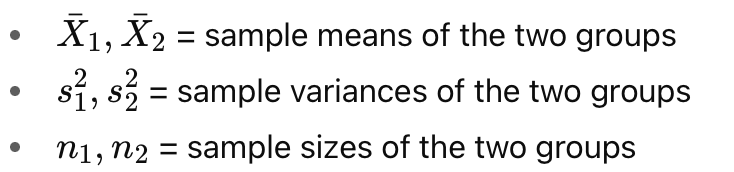 • X̄₁, X̄₂ = sample means of the two groups
• s₁², s₂² = sample variances of the two groups
• n₁, n₂ = sample sizes of the two groups